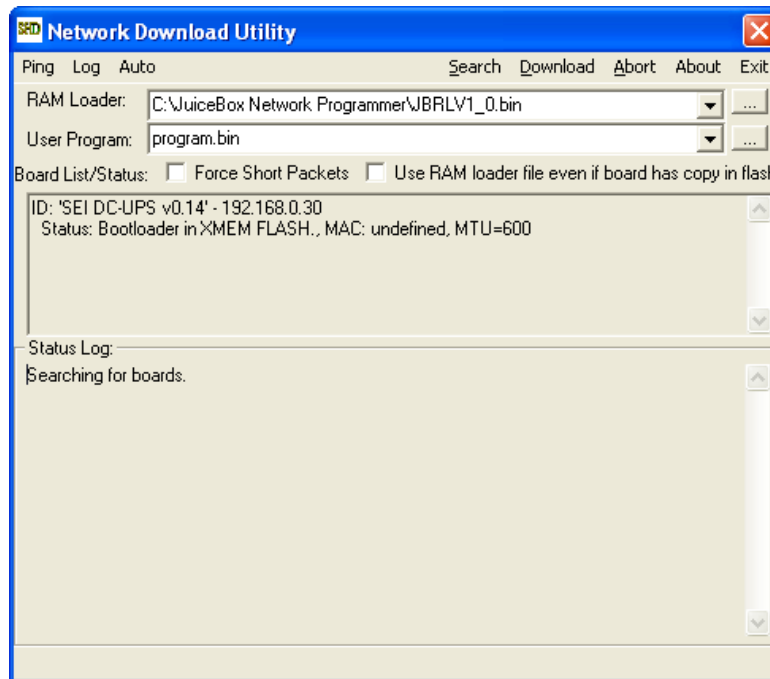 SHD Network Download Utility
Ping Log Auto Search Download Abort About Exit
RAM Loader: C:\JuiceBox Network Programmer\JBRLV1_0.bin ...
User Program: program.bin ...
Board List/Status: Force Short Packets Use RAM loader file even if board has copy in flash
ID: 'SEI DC-UPS v0.14' - 192.168.0.30
Status: Bootloader in XMEM FLASH., MAC: undefined, MTU=600
Status Log:
Searching for boards.